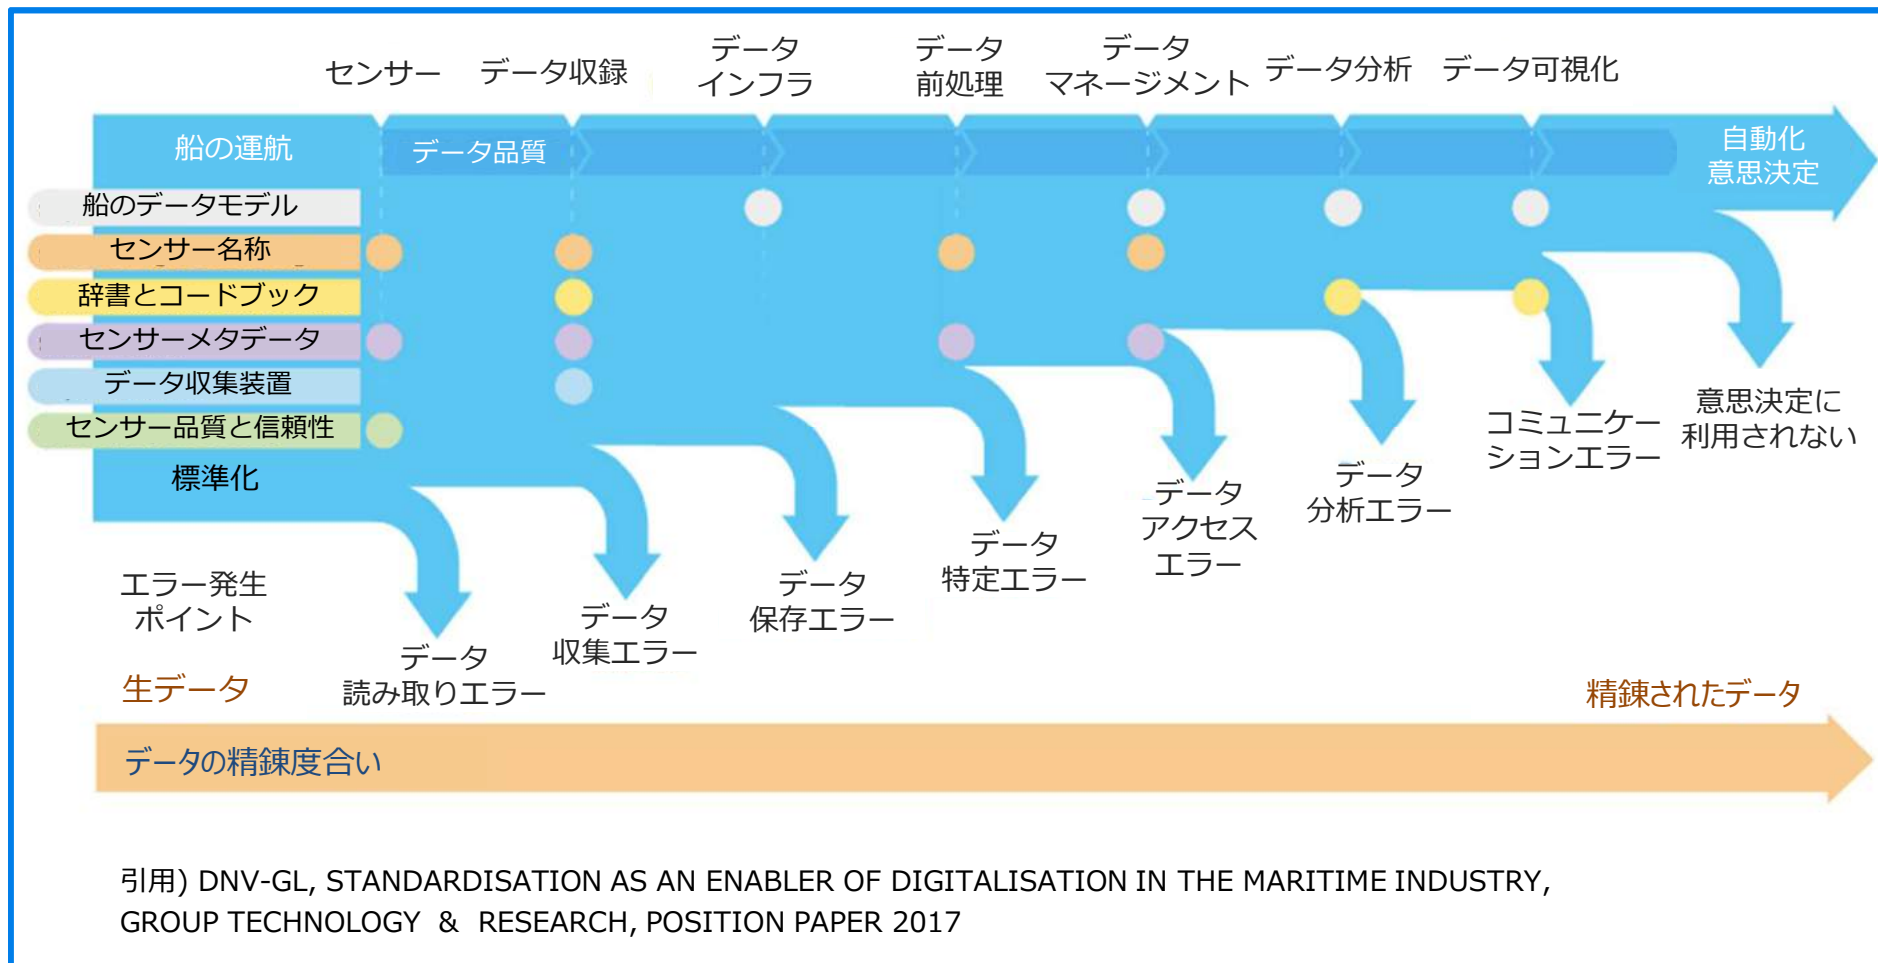 センサー
データ収録
データ
インフラ
データ
前処理
データ
マネージメント
データ分析
データ可視化
船の運航
データ品質
自動化
意思決定
船のデータモデル
センサー名称
辞書とコードブック
センサーメタデータ
データ収集装置
センサー品質と信頼性
標準化
エラー発生
ポイント
データ
読み取りエラー
データ
収集エラー
データ
保存エラー
データ
特定エラー
データ
アクセス
エラー
データ
分析エラー
コミュニケー
ションエラー
意思決定に
利用されない
生データ
精錬されたデータ
データの精錬度合い
引用) DNV-GL, STANDARDISATION AS AN ENABLER OF DIGITALISATION IN THE MARITIME INDUSTRY,
GROUP TECHNOLOGY & RESEARCH, POSITION PAPER 2017